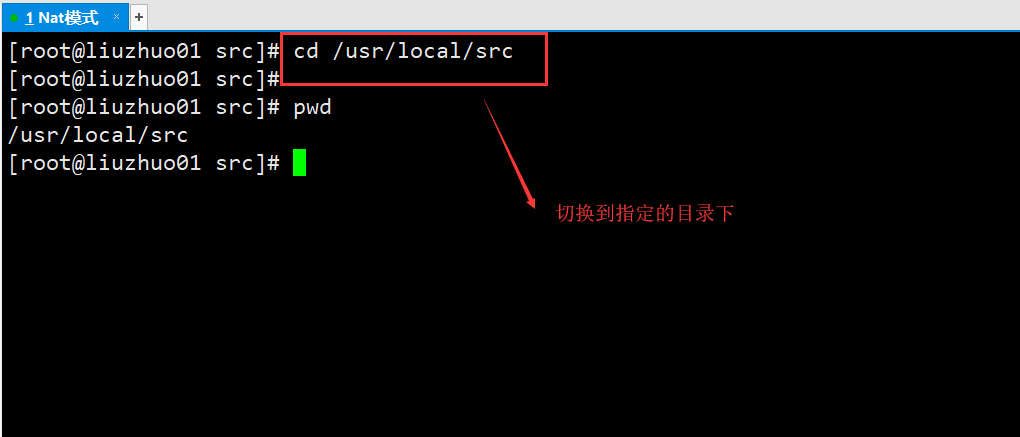 1 Nat模式 × +
[root@liuzhuo01 src]# cd /usr/local/src
[root@liuzhuo01 src]#
[root@liuzhuo01 src]# pwd
/usr/local/src
[root@liuzhuo01 src]#
切换到指定的目录下